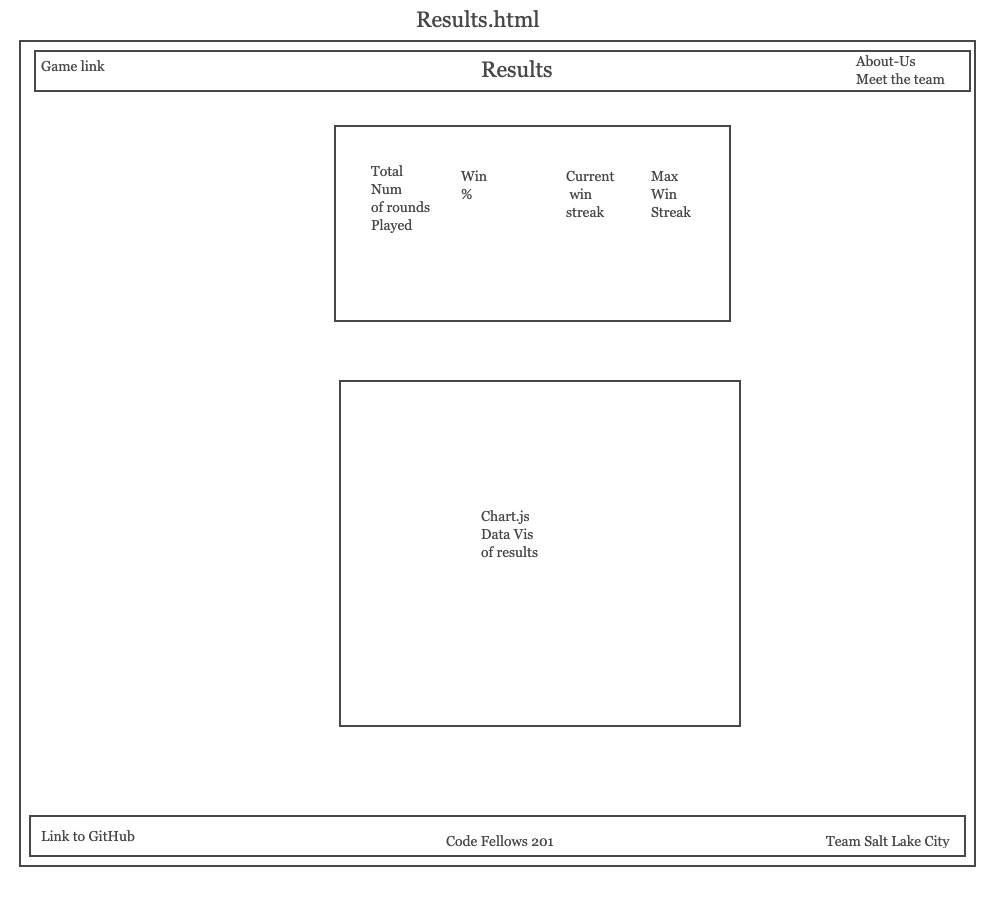 Results.html
Game link
Results
About-Us
Meet the team
Total
Num
of rounds
Played
Win
%
Current
win
streak
Max
Win
Streak
Chart.js
Data Vis
of results
Link to GitHub
Code Fellows 201
Team Salt Lake City